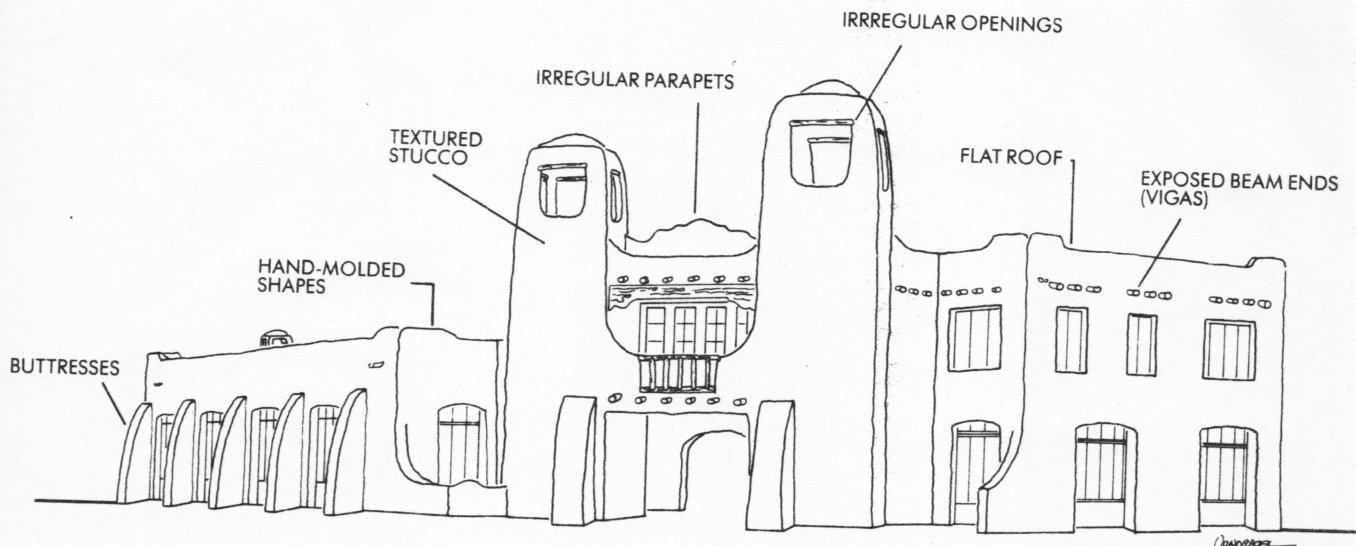 IRRREGULAR OPENINGS
IRREGULAR PARAPETS
TEXTURED
STUCCO
FLAT ROOF
EXPOSED BEAM ENDS
(VIGAS)
HAND-MOLDED
SHAPES
BUTTRESSES